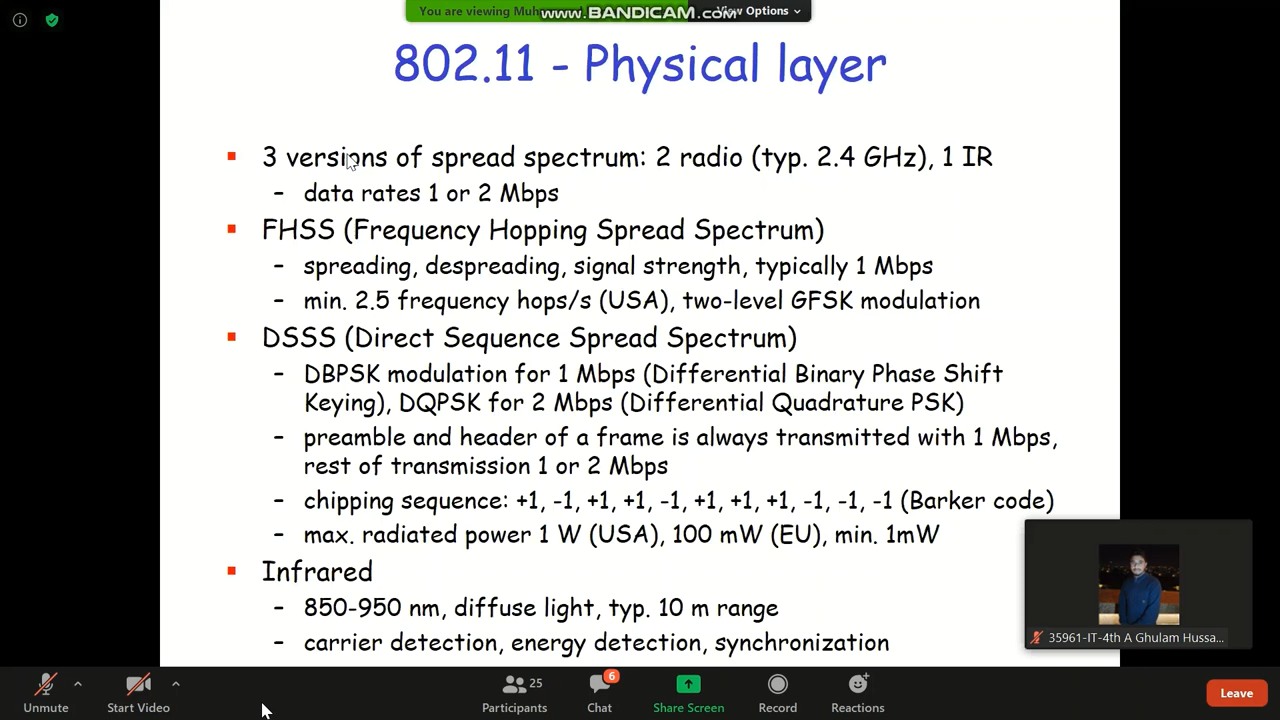 You are viewing Muh
www.BANDICAM.com
View Options
802.11 - Physical layer
3 versions of spread spectrum: 2 radio (typ. 2.4 GHz), 1 IR
- data rates 1 or 2 Mbps
FHSS (Frequency Hopping Spread Spectrum)
- spreading, despreading, signal strength, typically 1 Mbps
- min. 2.5 frequency hops/s (USA), two-level GFSK modulation
DSSS (Direct Sequence Spread Spectrum)
- DBPSK modulation for 1 Mbps (Differential Binary Phase Shift
Keying), DQPSK for 2 Mbps (Differential Quadrature PSK)
- preamble and header of a frame is always transmitted with 1 Mbps,
rest of transmission 1 or 2 Mbps
- chipping sequence: +1, -1, +1, +1, -1, +1, +1, +1, -1, -1, -1 (Barker code)
- max. radiated power 1 W (USA), 100 mW (EU), min. 1mW
Infrared
- 850-950 nm, diffuse light, typ. 10 m range
- carrier detection, energy detection, synchronization
35961-IT-4th A Ghulam Hussa...
25
6
Unmute
Start Video
Participants
Chat
Share Screen
Record
Reactions
Leave